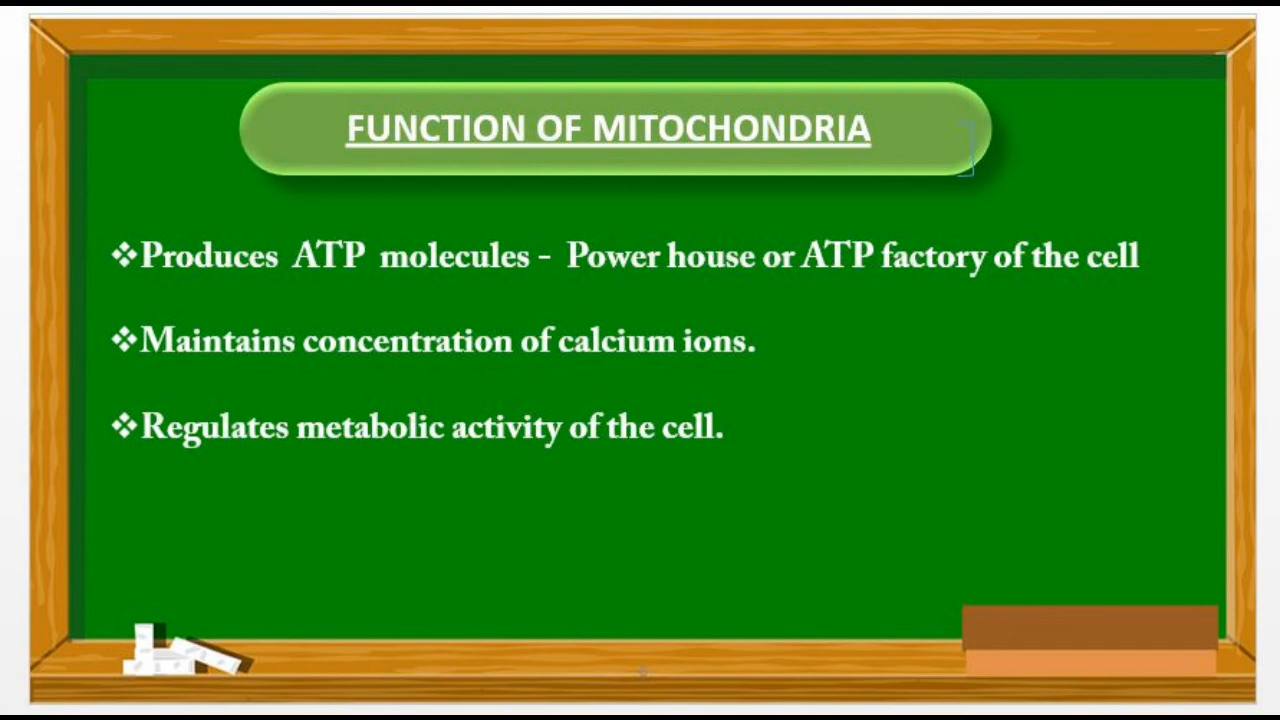 FUNCTION OF MITOCHONDRIA
❖Produces ATP molecules - Power house or ATP factory of the cell
❖Maintains concentration of calcium ions.
❖Regulates metabolic activity of the cell.